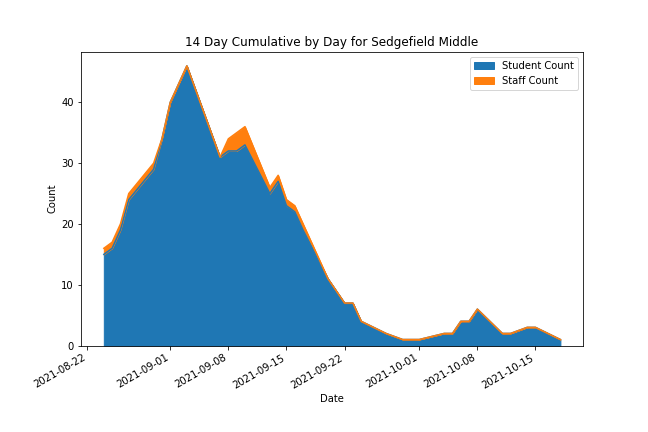 14 Day Cumulative by Day for Sedgefield Middle
Student Count
Staff Count
Count
40
30
20
10
0
2021-08-22
2021-09-01
2021-09-08
2021-09-15
2021-09-22
2021-10-01
2021-10-08
2021-10-15
Date